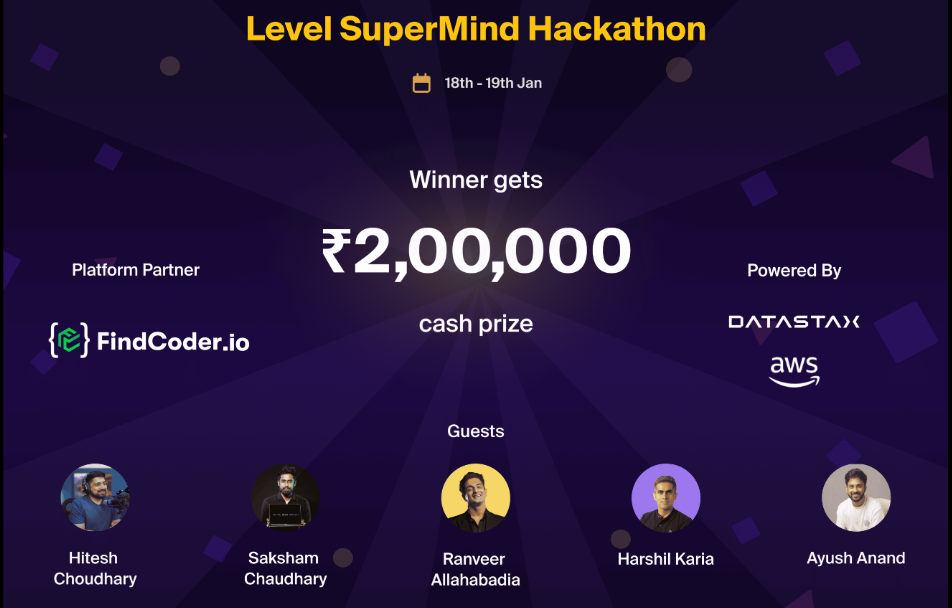 Level SuperMind Hackathon
18th - 19th Jan
Winner gets
₹2,00,000
cash prize
Platform Partner
{ } FindCoder.io
Powered By
DATASTAX
aws
Guests
Hitesh
Choudhary
Saksham
Chaudhary
Ranveer
Allahabadia
Harshil Karia
Ayush Anand